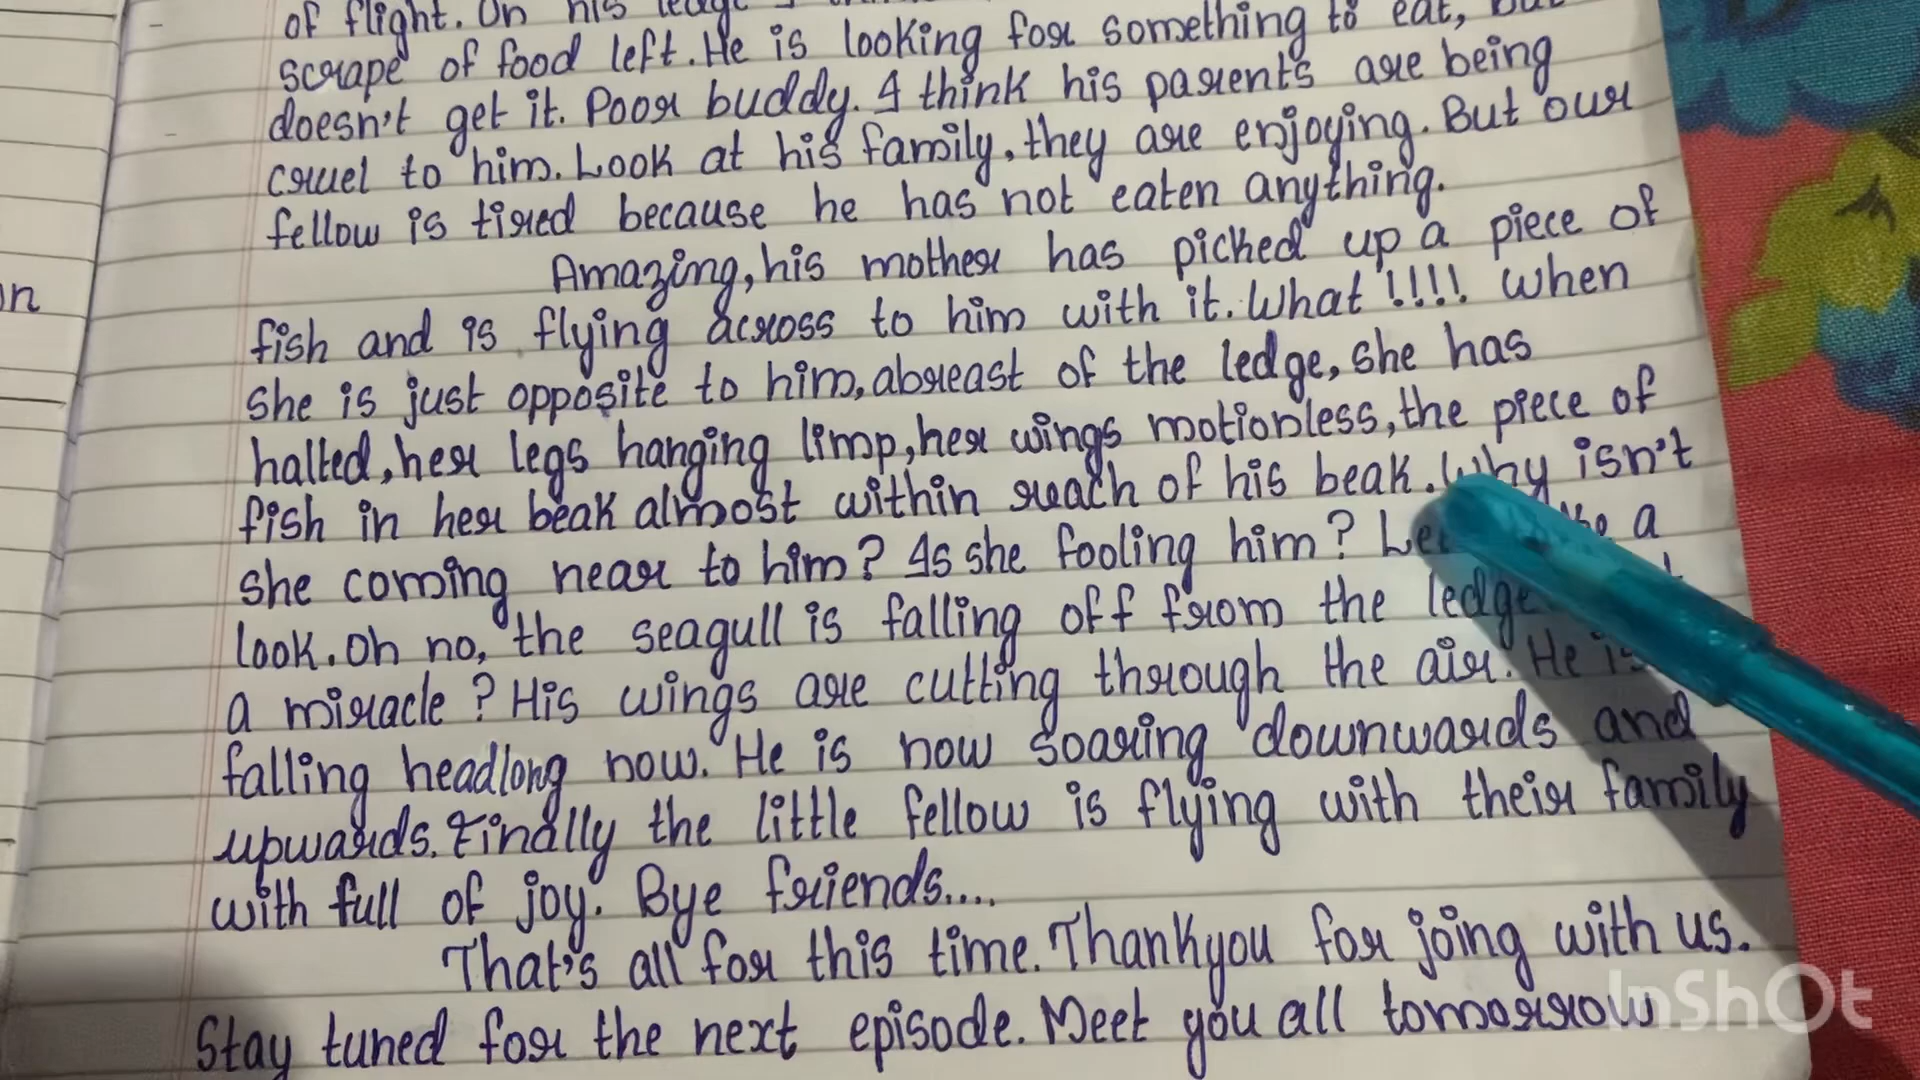 of flight. On his ledge
scrape of food left. He is looking for something to eat, but
doesn't get it. Poor buddy. I think his parents are being
cruel to him. Look at his family, they are enjoying. But our
fellow is tired because he has not eaten anything.
Amazing, his mother has picked up a piece of
fish and is flying across to him with it. What !!!! When
she is just opposite to him, abreast of the ledge, she has
halted, her legs hanging limp, her wings motionless, the piece of
fish in her beak almost within reach of his beak. Why isn't
she coming near to him? Is she fooling him? a
look. Oh no, the seagull is falling off from the ledge
a miracle? His wings are cutting through the air. He is
falling headlong now. He is now soaring downwards and
upwards. Finally the little fellow is flying with their family
with full of joy. Bye friends....
That's all for this time. Thankyou for joing with us.
Stay tuned for the next episode. Meet you all tomorrow
on
InShOt